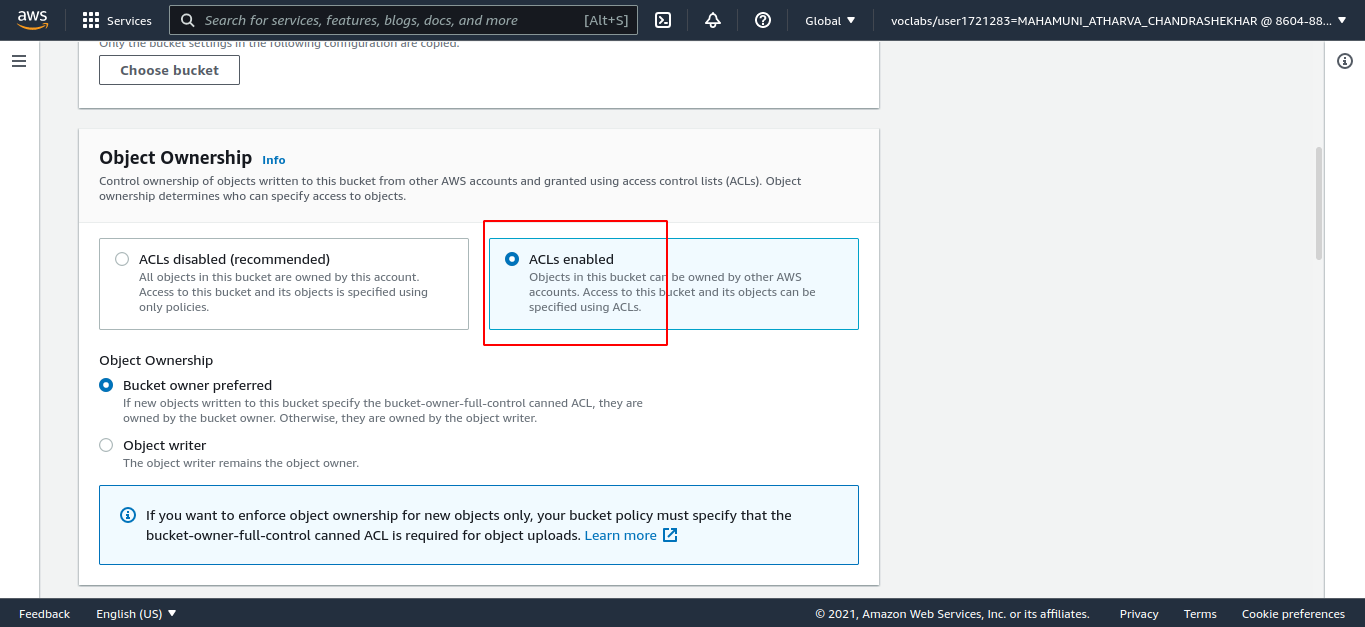 aws
Services
Search for services, features, blogs, docs, and more
[Alt+S]
Global
voclabs/user1721283=MAHAMUNI_ATHARVA_CHANDRASHEKHAR @ 8604-88...
Only the bucket settings in the following configuration are copied.
Choose bucket
Object Ownership Info
Control ownership of objects written to this bucket from other AWS accounts and granted using access control lists (ACLs). Object
ownership determines who can specify access to objects.
ACLs disabled (recommended)
All objects in this bucket are owned by this account.
Access to this bucket and its objects is specified using
only policies.
ACLs enabled
Objects in this bucket can be owned by other AWS
accounts. Access to this bucket and its objects can be
specified using ACLs.
Object Ownership
Bucket owner preferred
If new objects written to this bucket specify the bucket-owner-full-control canned ACL, they are
owned by the bucket owner. Otherwise, they are owned by the object writer.
Object writer
The object writer remains the object owner.
If you want to enforce object ownership for new objects only, your bucket policy must specify that the
bucket-owner-full-control canned ACL is required for object uploads. Learn more
Feedback
English (US)
© 2021, Amazon Web Services, Inc. or its affiliates.
Privacy
Terms
Cookie preferences